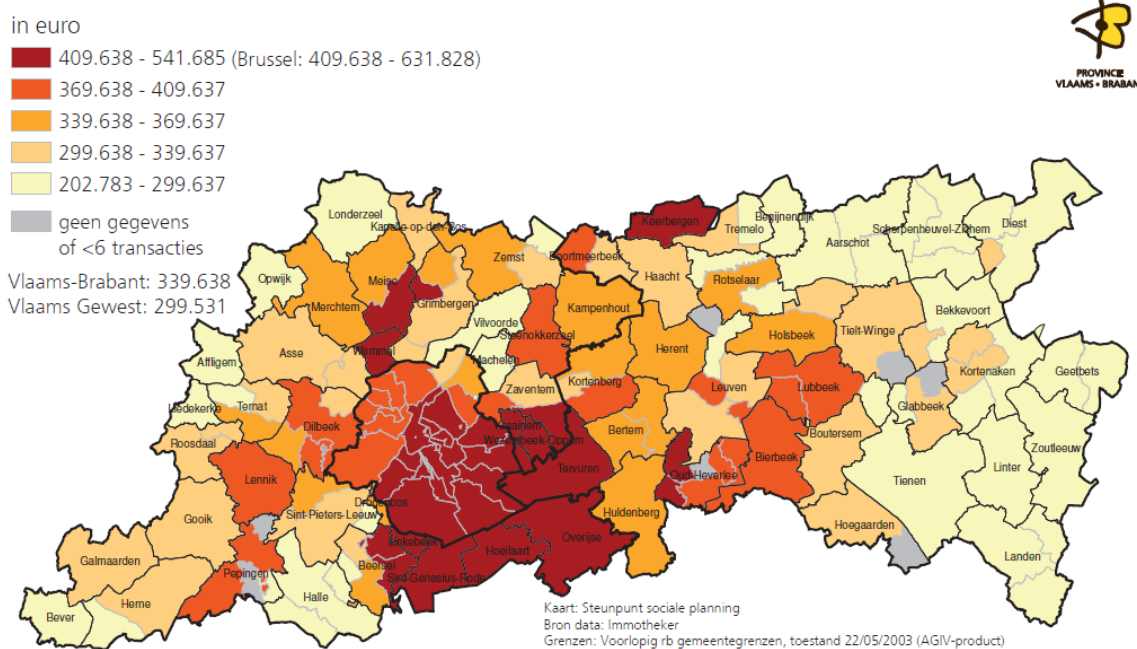 in euro
409.638 - 541.685 (Brussel: 409.638 - 631.828)
369.638 - 409.637
339.638 - 369.637
299.638 - 339.637
202.783 - 299.637
geen gegevens
of <6 transacties
Vlaams-Brabant: 339.638
Vlaams Gewest: 299.531
PROVINCIE
VLAAMS • BRABANT
Londerzeel
Kapelle-op-den-Bos
Keerbergen
Tremelo
Begijnendijk
Aarschot
Scherpenheuvel-Zichem
Diest
Opwijk
Meise
Zemst
Boortmeerbeek
Haacht
Rotselaar
Merchtem
Grimbergen
Kampenhout
Bekkevoort
Vilvoorde
Steenokkerzeel
Holsbeek
Tielt-Winge
Affligem
Asse
Wemmel
Machelen
Herent
Kortenaken
Geetbets
Zaventem
Kortenberg
Leuven
Lubbeek
Liedekerke
Ternat
Glabbeek
Dilbeek
Kraainem
Roosdaal
Wezembeek-Oppem
Bertem
Boutersem
Zoutleeuw
Lennik
Tervuren
Oud-Heverlee
Bierbeek
Linter
Tienen
Gooik
Sint-Pieters-Leeuw
Drogenbos
Huldenberg
Hoegaarden
Linkebeek
Hoeilaart
Overijse
Galmaarden
Beersel
Landen
Pepingen
Sint-Genesius-Rode
Herne
Halle
Bever
Kaart: Steunpunt sociale planning
Bron data: Immotheker
Grenzen: Voorlopig rb gemeentegrenzen, toestand 22/05/2003 (AGIV-product)